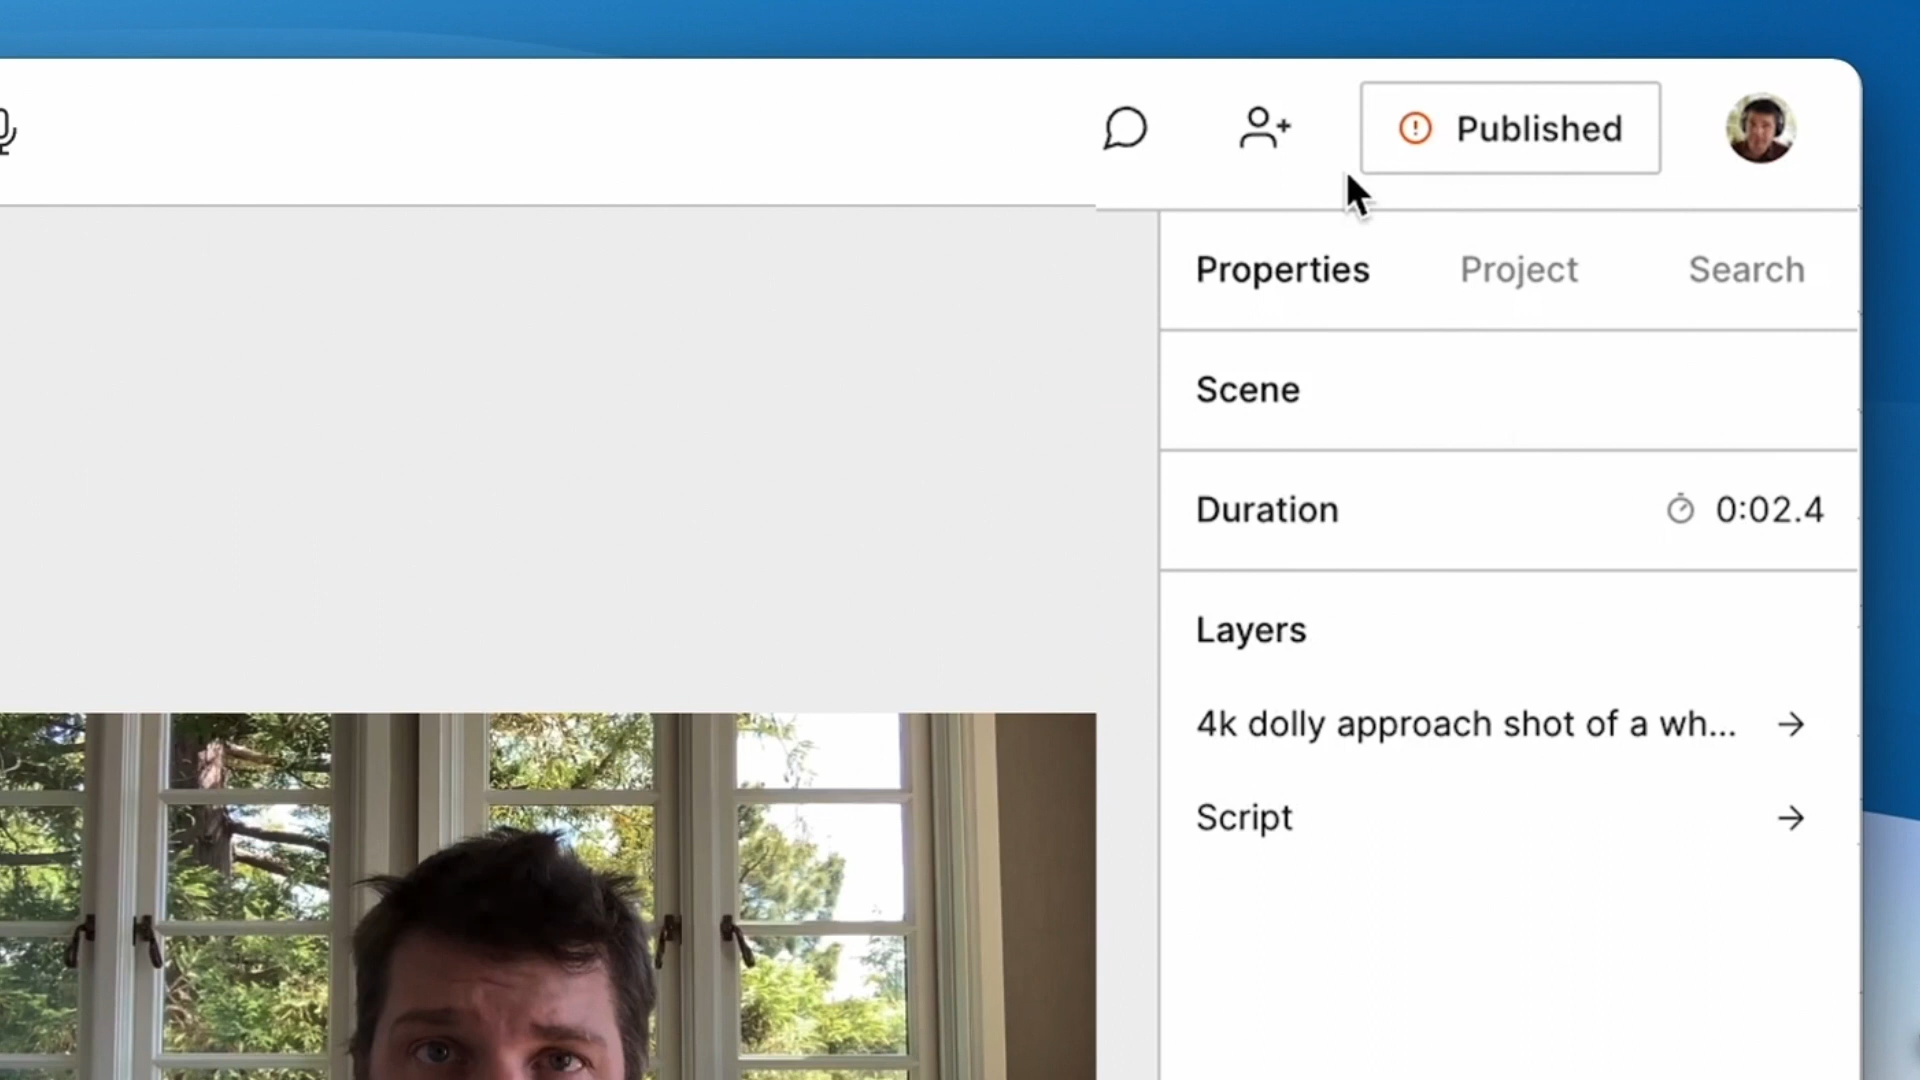 Published
Properties Project Search
Scene
Duration 0:02.4
Layers
4k dolly approach shot of a wh...
Script